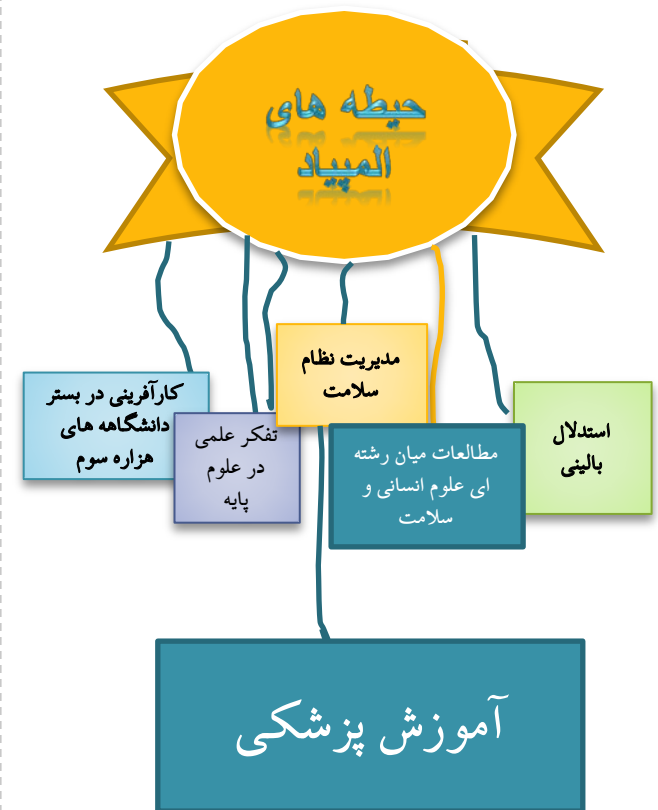 حیطه های
المپیاد
مدیریت نظام
سلامت
استدلال
بالینی
مطالعات میان رشته
ای علوم انسانی و
سلامت
تفکر علمی
در علوم
پایه
کارآفرینی در بستر
دانشگاهه های
هزاره سوم
آموزش پزشکی